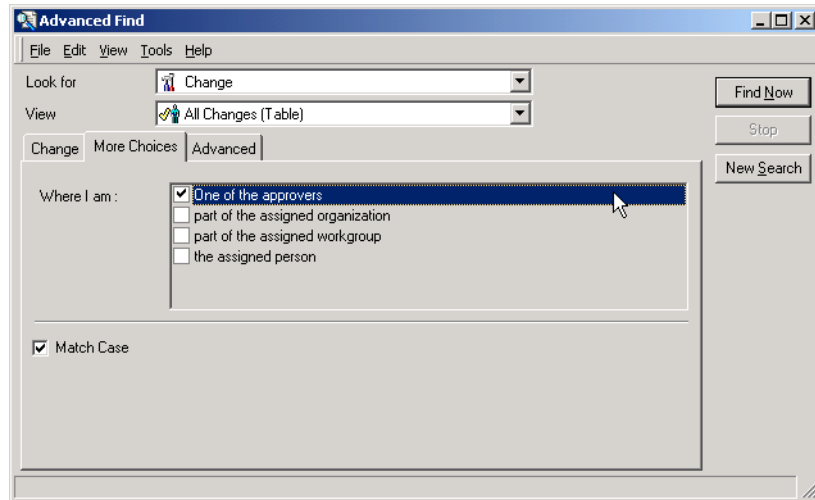 Advanced Find
File Edit View Tools Help
Look for Change
View All Changes (Table)
Find Now
Stop
New Search
Change More Choices Advanced
Where I am :
One of the approvers
part of the assigned organization
part of the assigned workgroup
the assigned person
Match Case